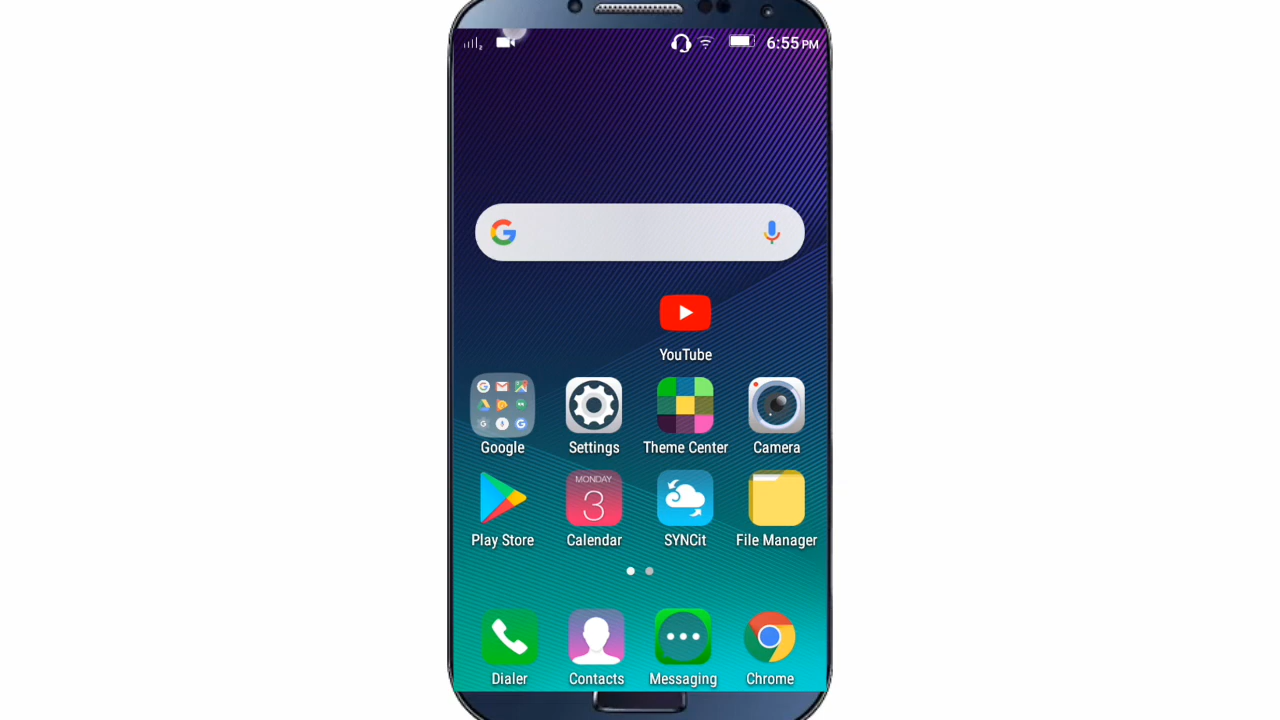 6:55 PM
YouTube
Google Settings Theme Center Camera
MONDAY
3
Play Store Calendar SYNCit File Manager
Dialer Contacts Messaging Chrome